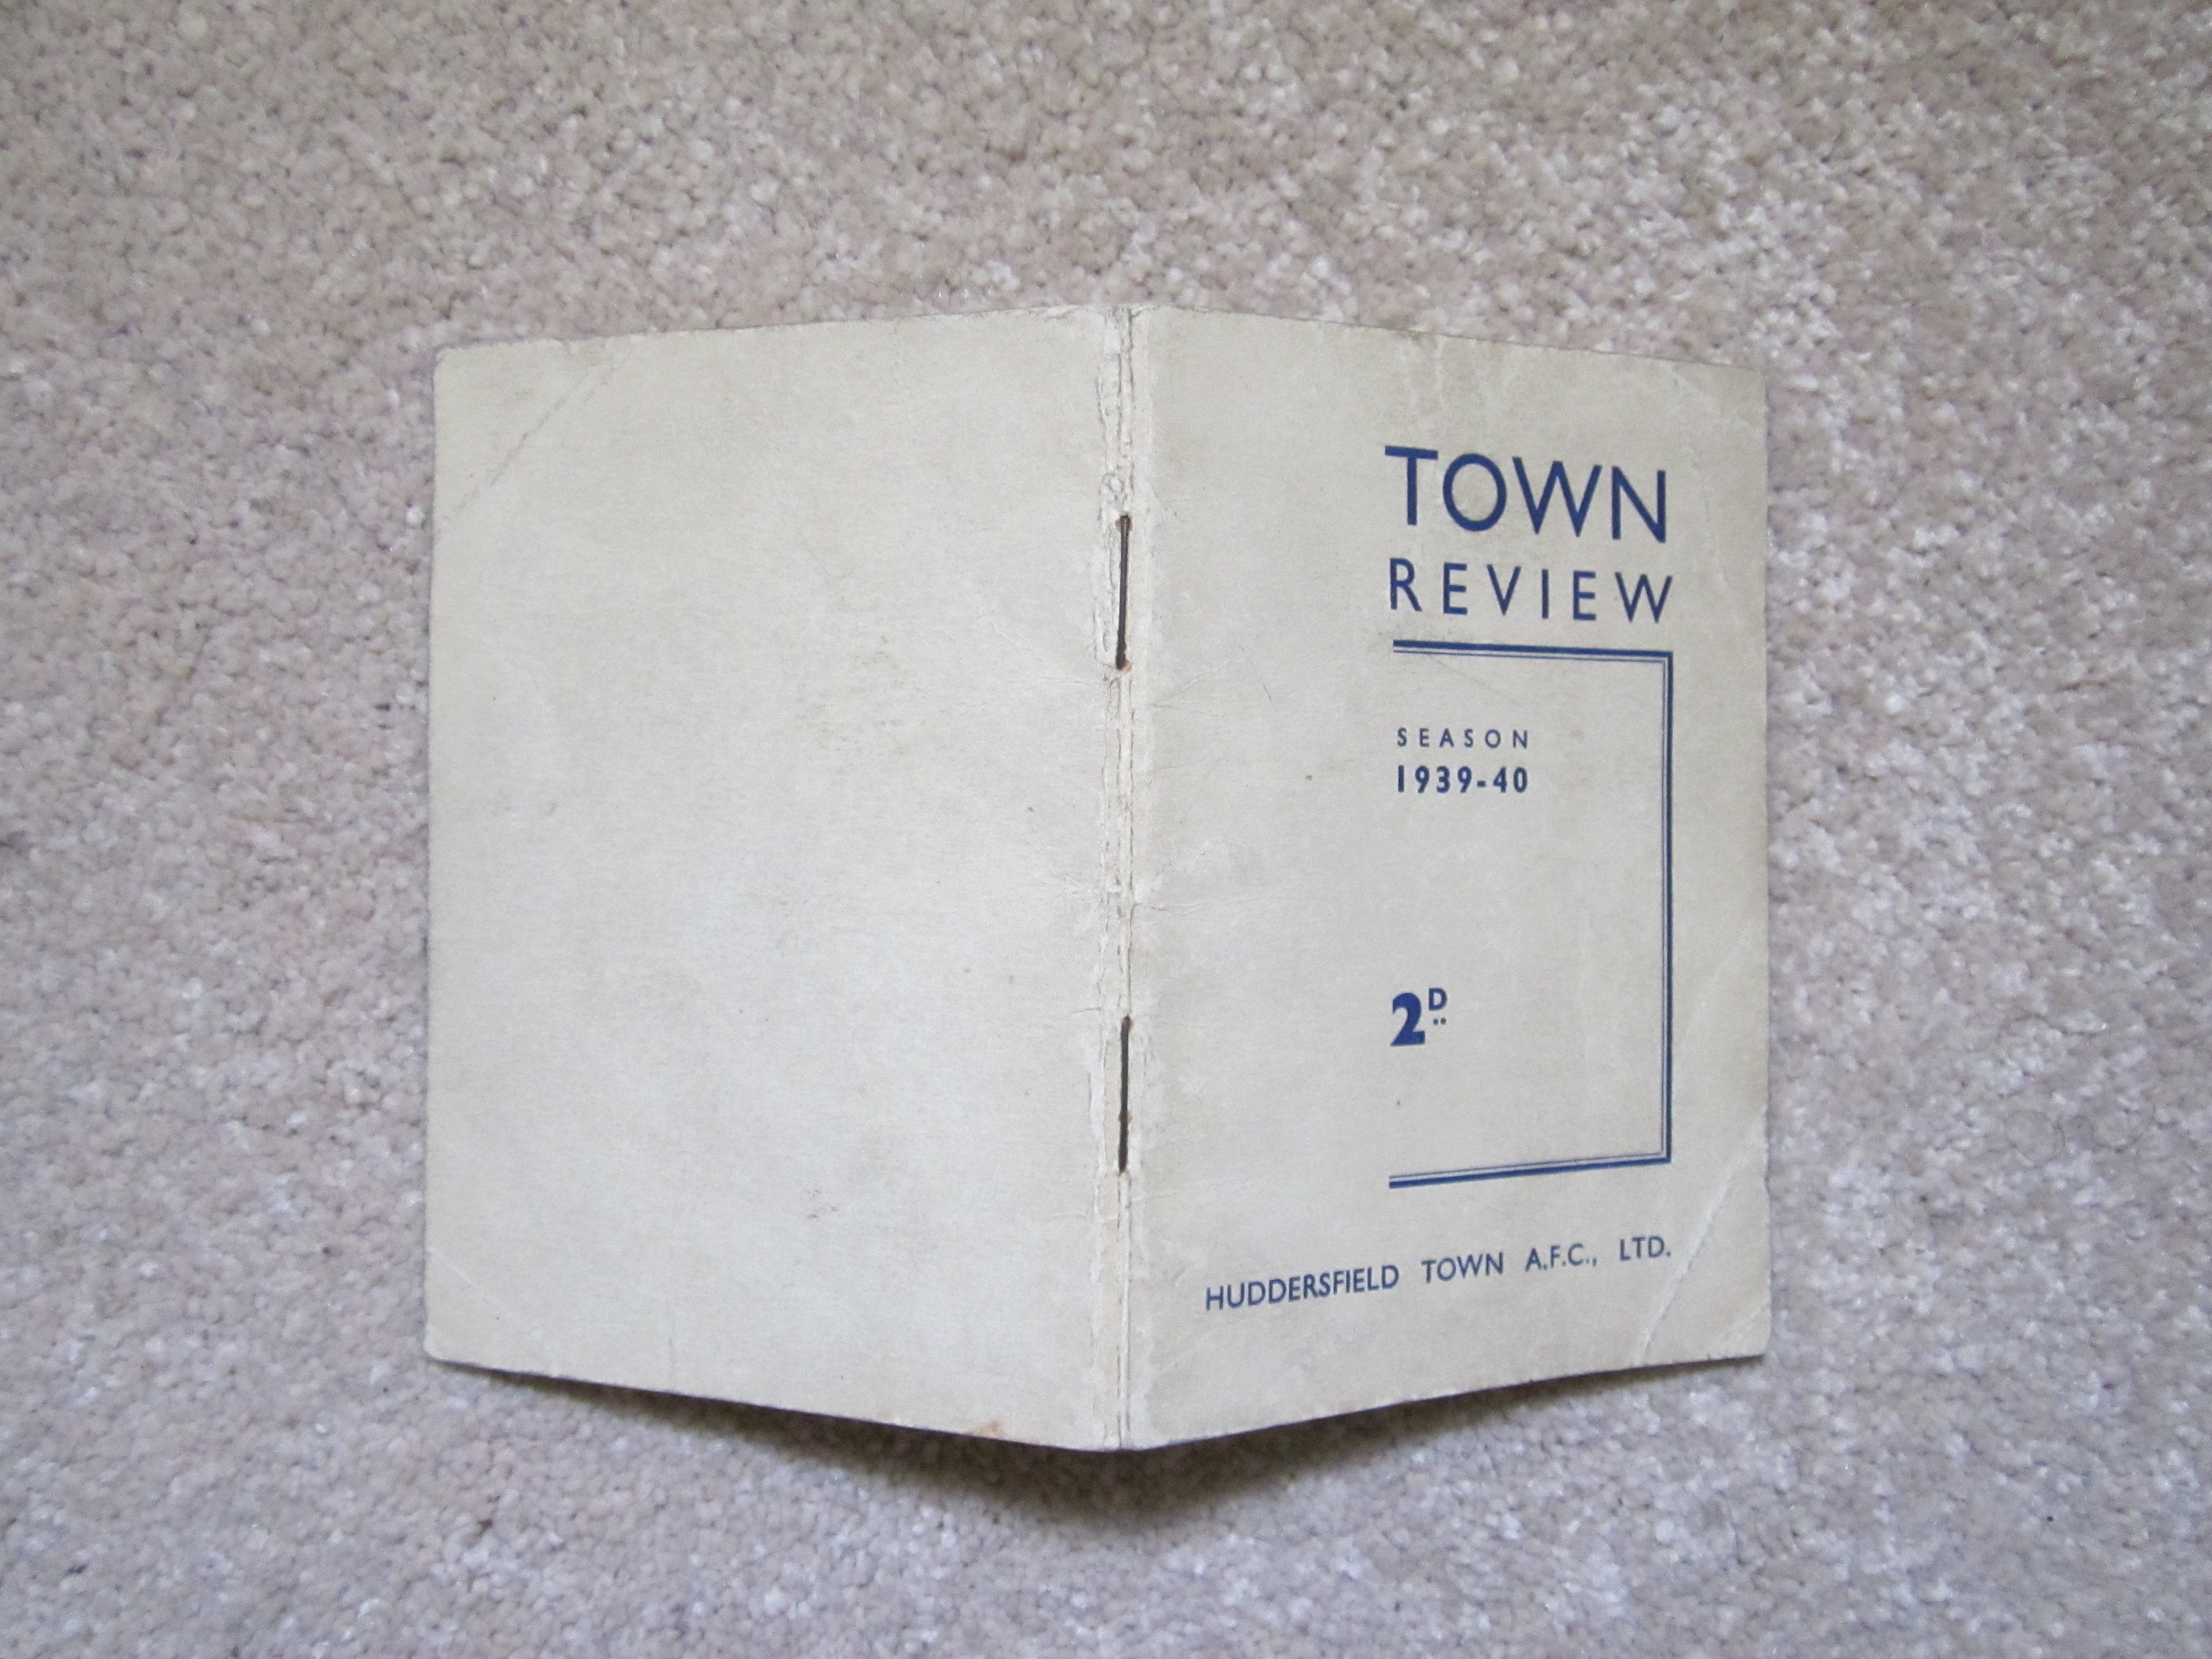 TOWN
REVIEW
SEASON
1939-40
2D
HUDDERSFIELD TOWN A.F.C., LTD.